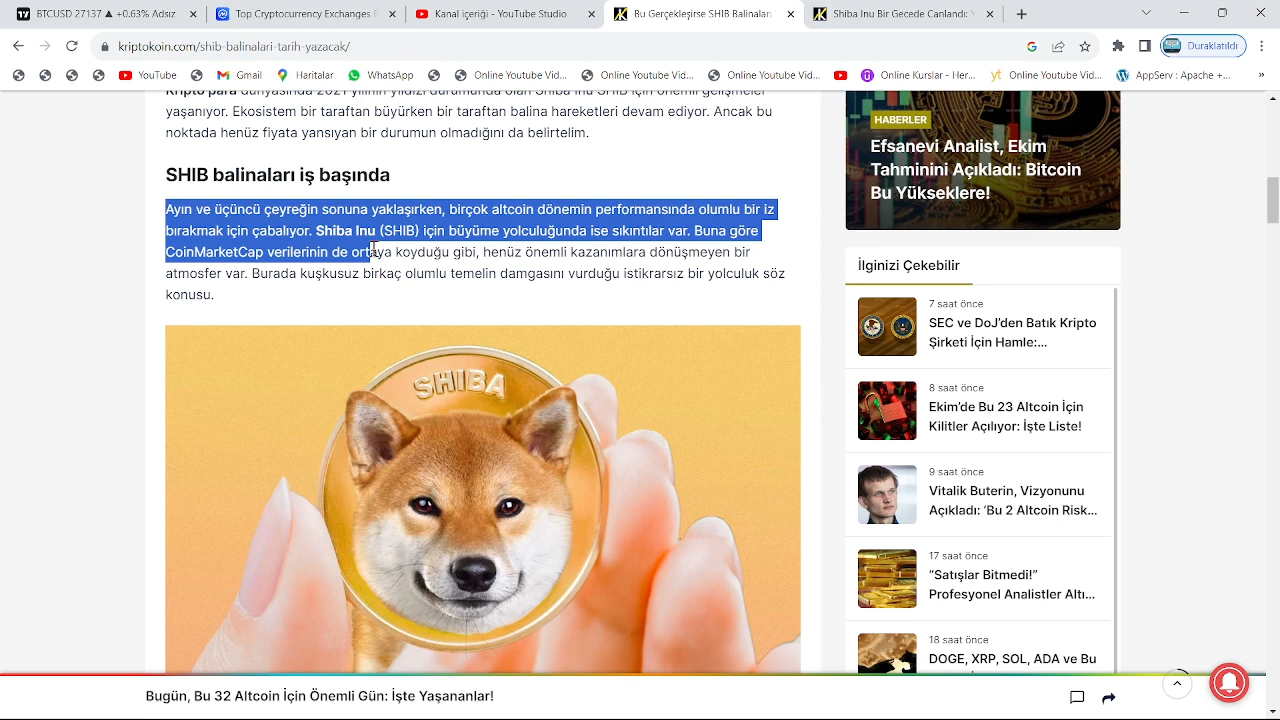 BTCUSD 27137 ▲ +0.63% Adsız
Top Cryptocurrency Exchanges
Kanal içeriği - YouTube Studio
Bu Gerçekleşirse SHIB Balinaları
Shiba Inu Bir Gecede Canlandı:
kriptokoin.com/shib-balinalari-tarih-yazacak/
Duraklatıldı
YouTube
Gmail
Haritalar
WhatsApp
Online Youtube Vid...
Online Youtube Vid...
Online Youtube Vid...
Online Kurslar - Her...
Online Youtube Vid...
AppServ : Apache +...
yaşanıyor. Ekosistem bir taraftan büyürken bir taraftan balina hareketleri devam ediyor. Ancak bu
noktada henüz fiyata yansıyan bir durumun olmadığını da belirtelim.
SHIB balinaları iş başında
Ayın ve üçüncü çeyreğin sonuna yaklaşırken, birçok altcoin dönemin performansında olumlu bir iz
bırakmak için çabalıyor. Shiba Inu (SHIB) için büyüme yolculuğunda ise sıkıntılar var. Buna göre
CoinMarketCap verilerinin de ortaya koyduğu gibi, henüz önemli kazanımlara dönüşmeyen bir
atmosfer var. Burada kuşkusuz birkaç olumlu temelin damgasını vurduğu istikrarsız bir yolculuk söz
konusu.
SHIBA
HABERLER
Efsanevi Analist, Ekim
Tahminini Açıkladı: Bitcoin
Bu Yükseklere!
İlginizi Çekebilir
7 saat önce
SEC ve DoJ'den Batık Kripto
Şirketi İçin Hamle:...
8 saat önce
Ekim'de Bu 23 Altcoin İçin
Kilitler Açılıyor: İşte Liste!
9 saat önce
Vitalik Buterin, Vizyonunu
Açıkladı: 'Bu 2 Altcoin Risk...
17 saat önce
"Satışlar Bitmedi!"
Profesyonel Analistler Altı...
18 saat önce
DOGE, XRP, SOL, ADA ve Bu
Bugün, Bu 32 Altcoin İçin Önemli Gün: İşte Yaşananlar!